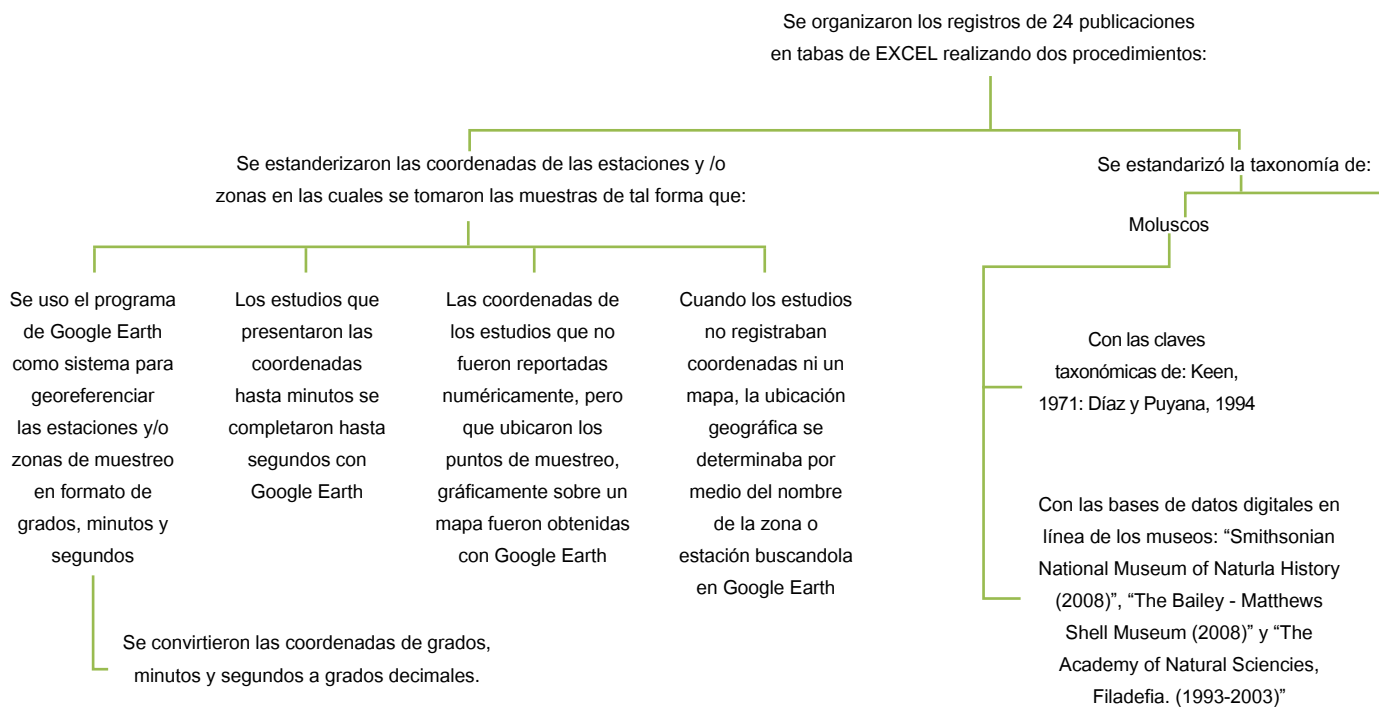 Se organizaron los registros de 24 publicaciones
en tabas de EXCEL realizando dos procedimientos:
Se estanderizaron las coordenadas de las estaciones y /o
zonas en las cuales se tomaron las muestras de tal forma que:
Se uso el programa
de Google Earth
como sistema para
georeferenciar
las estaciones y/o
zonas de muestreo
en formato de
grados, minutos y
segundos
Se convirtieron las coordenadas de grados,
minutos y segundos a grados decimales.
Los estudios que
presentaron las
coordenadas
hasta minutos se
completaron hasta
segundos con
Google Earth
Las coordenadas de
los estudios que no
fueron reportadas
numéricamente, pero
que ubicaron los
puntos de muestreo,
gráficamente sobre un
mapa fueron obtenidas
con Google Earth
Cuando los estudios
no registraban
coordenadas ni un
mapa, la ubicación
geográfica se
determinaba por
medio del nombre
de la zona o
estación buscandola
en Google Earth
Se estandarizó la taxonomía de:
Moluscos
Con las claves
taxonómicas de: Keen,
1971: Díaz y Puyana, 1994
Con las bases de datos digitales en
línea de los museos: “Smithsonian
National Museum of Naturla History
(2008)”, “The Bailey - Matthews
Shell Museum (2008)” y “The
Academy of Natural Sciencies,
Filadefia. (1993-2003)”